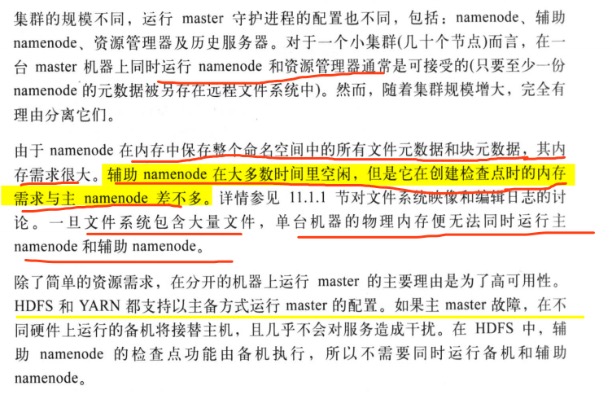 集群的规模不同，运行 master 守护进程的配置也不同，包括：namenode、辅助
namenode、资源管理器及历史服务器。对于一个小集群(几十个节点)而言，在一
台 master 机器上同时运行 namenode 和资源管理器通常是可接受的(只要至少一份
namenode 的元数据被另存在远程文件系统中)。然而，随着集群规模增大，完全有
理由分离它们。
由于 namenode 在内存中保存整个命名空间中的所有文件元数据和块元数据，其内
存需求很大。辅助 namenode 在大多数时间里空闲，但是它在创建检查点时的内存
需求与主 namenode 差不多。详情参见 11.1.1 节对文件系统映像和编辑日志的讨
论。一旦文件系统包含大量文件，单台机器的物理内存便无法同时运行主
namenode 和辅助 namenode。
除了简单的资源需求，在分开的机器上运行 master 的主要理由是为了高可用性。
HDFS 和 YARN 都支持以主备方式运行 master 的配置。如果主 master 故障，在不
同硬件上运行的备机将接替主机，且几乎不会对服务造成干扰。在 HDFS 中，辅
助 namenode 的检查点功能由备机执行，所以不需要同时运行备机和辅助
namenode。